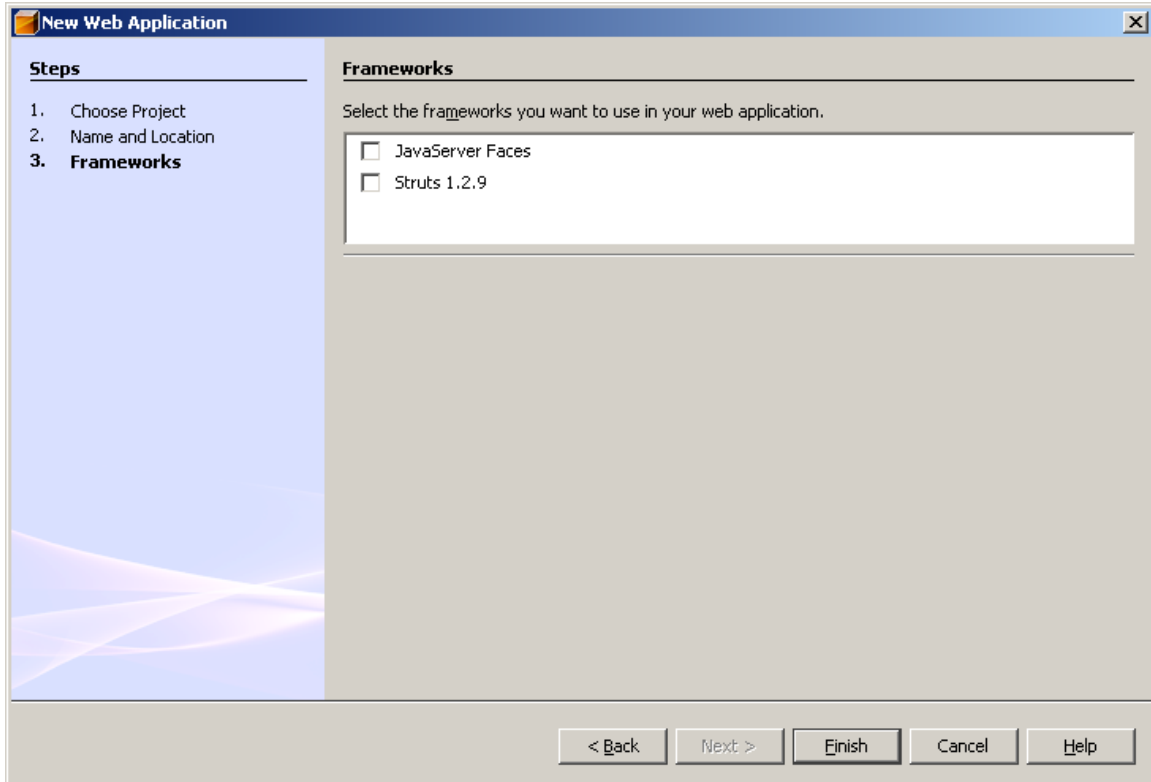 New Web Application
Steps
1. Choose Project
2. Name and Location
3. Frameworks
Frameworks
Select the frameworks you want to use in your web application.
JavaServer Faces
Struts 1.2.9
< Back Next > Finish Cancel Help